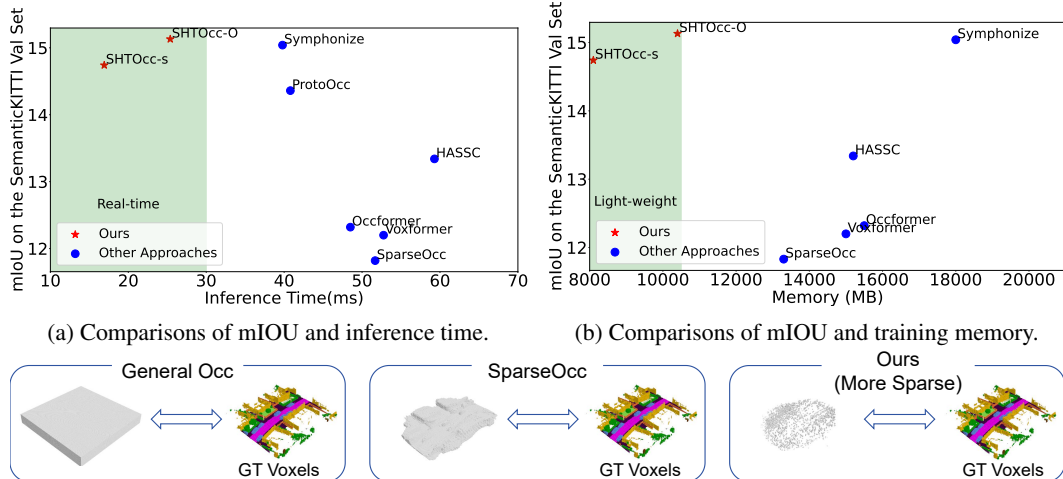 mIoU on the SemanticKITTI Val Set
15
14
13
12
SHTOcc-O
SHTOcc-s
Symphonize
ProtoOcc
HASSC
Occformer
Voxformer
SparseOcc
Real-time
Ours
Other Approaches
10 20 30 40 50 60 70
Inference Time(ms)
(a) Comparisons of mIOU and inference time.
mIoU on the SemanticKITTI Val Set
15
14
13
12
SHTOcc-O
SHTOcc-s
Symphonize
HASSC
Occformer
Voxformer
SparseOcc
Light-weight
Ours
Other Approaches
8000 10000 12000 14000 16000 18000 20000
Memory (MB)
(b) Comparisons of mIOU and training memory.
General Occ
GT Voxels
SparseOcc
GT Voxels
Ours
(More Sparse)
GT Voxels